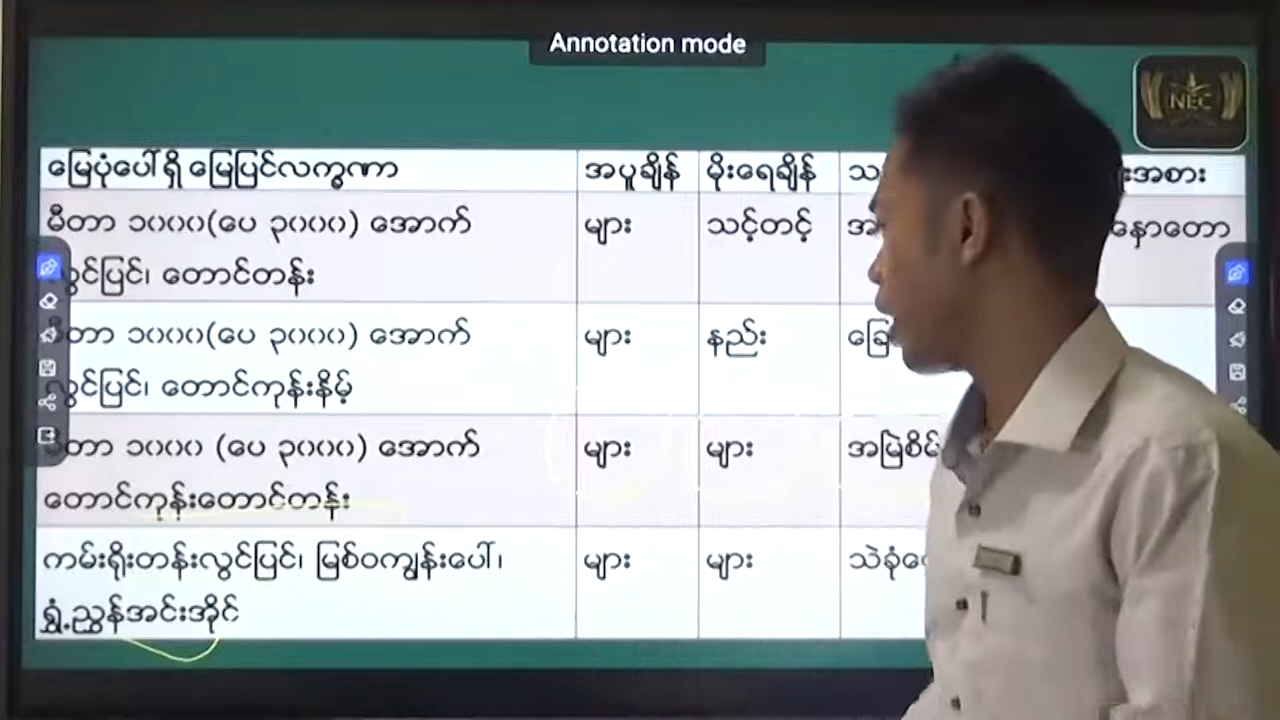 Annotation mode
NEC
မြေပုံပေါ်ရှိ မြေပြင်လက္ခဏာ အပူချိန် မိုးရေချိန်
မီတာ ၁၀၀၀(ပေ ၃၀၀၀) အောက် များ သင့်တင့်
လွင်ပြင်၊ တောင်တန်း
မီတာ ၁၀၀၀(ပေ ၃၀၀၀) အောက် များ နည်း
လွင်ပြင်၊ တောင်ကုန်းနိမ့်
မီတာ ၁၀၀၀ (ပေ ၃၀၀၀) အောက် များ များ
တောင်ကုန်းတောင်တန်း
ကမ်းရိုးတန်းလွင်ပြင်၊ မြစ်ဝကျွန်းပေါ်၊ များ များ
ရွှံ့ညွှန်အင်းအိုင်